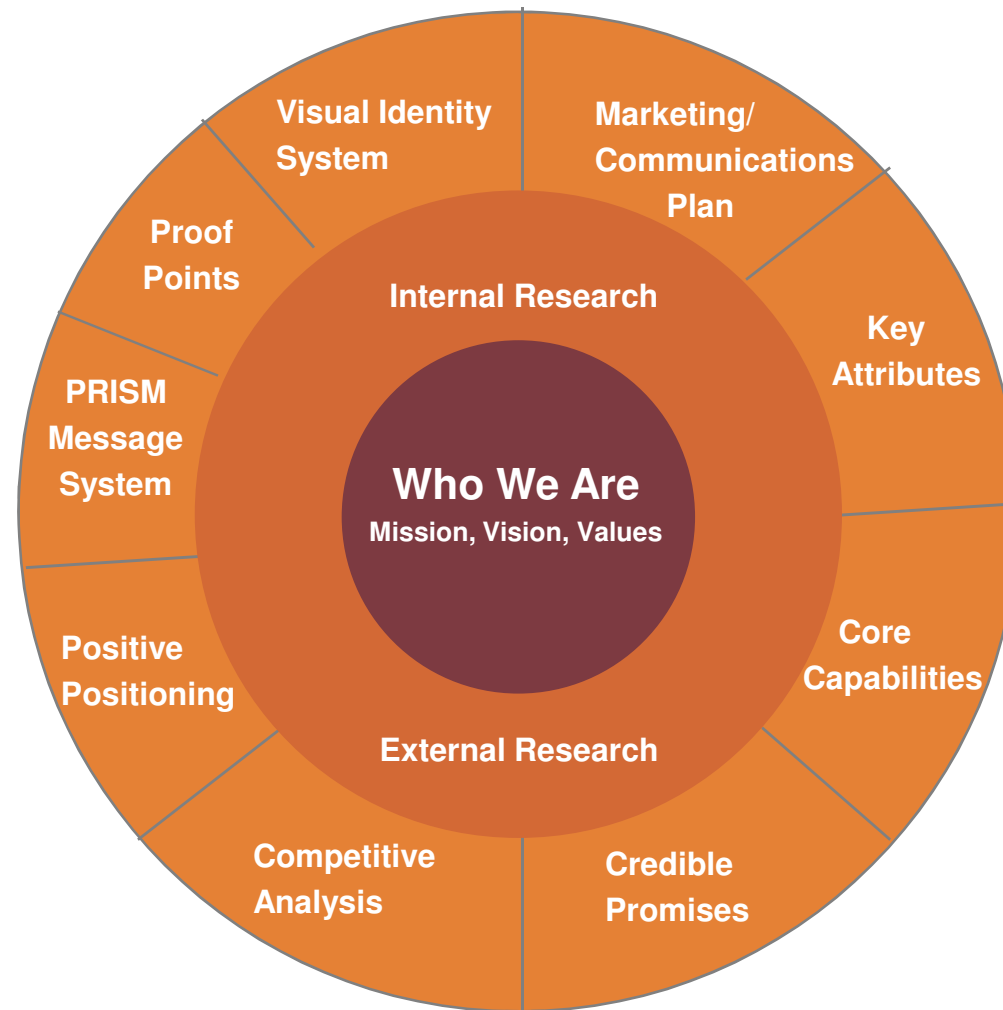 Visual Identity
System
Marketing/
Communications
Plan
Proof
Points
Internal Research
Key
Attributes
PRISM
Message
System
Who We Are
Mission, Vision, Values
Core
Capabilities
Positive
Positioning
External Research
Competitive
Analysis
Credible
Promises